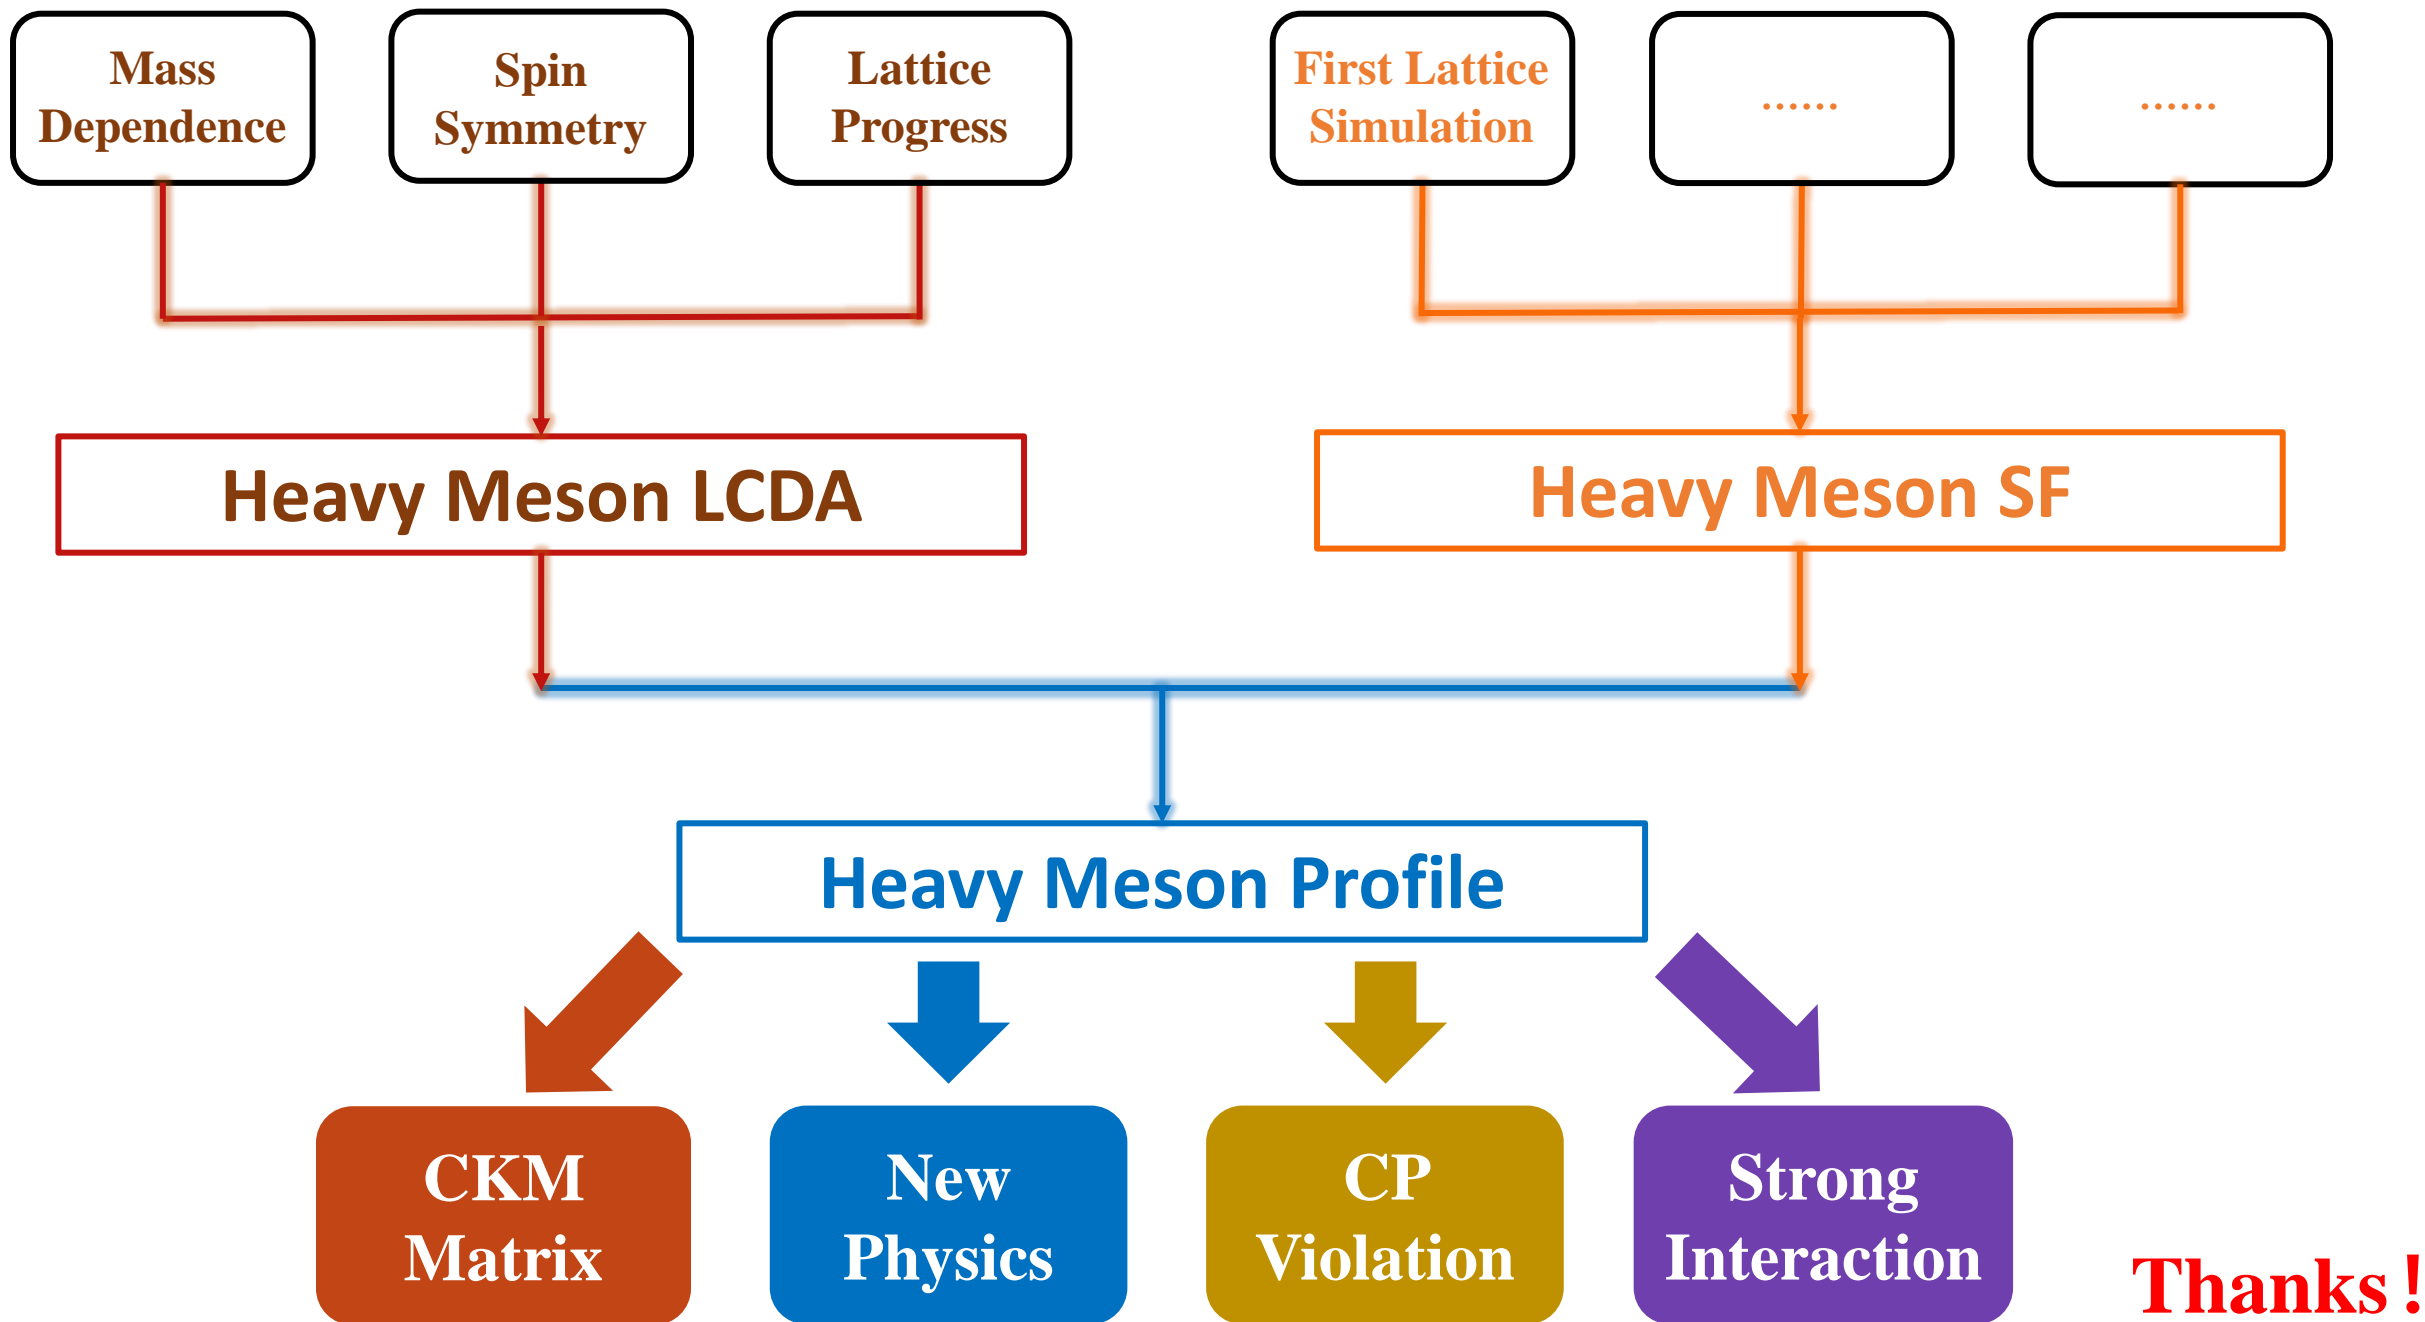 Mass
Dependence
Spin
Symmetry
Lattice
Progress
First Lattice
Simulation
......
......
Heavy Meson LCDA
Heavy Meson SF
Heavy Meson Profile
CKM
Matrix
New
Physics
CP
Violation
Strong
Interaction
Thanks!